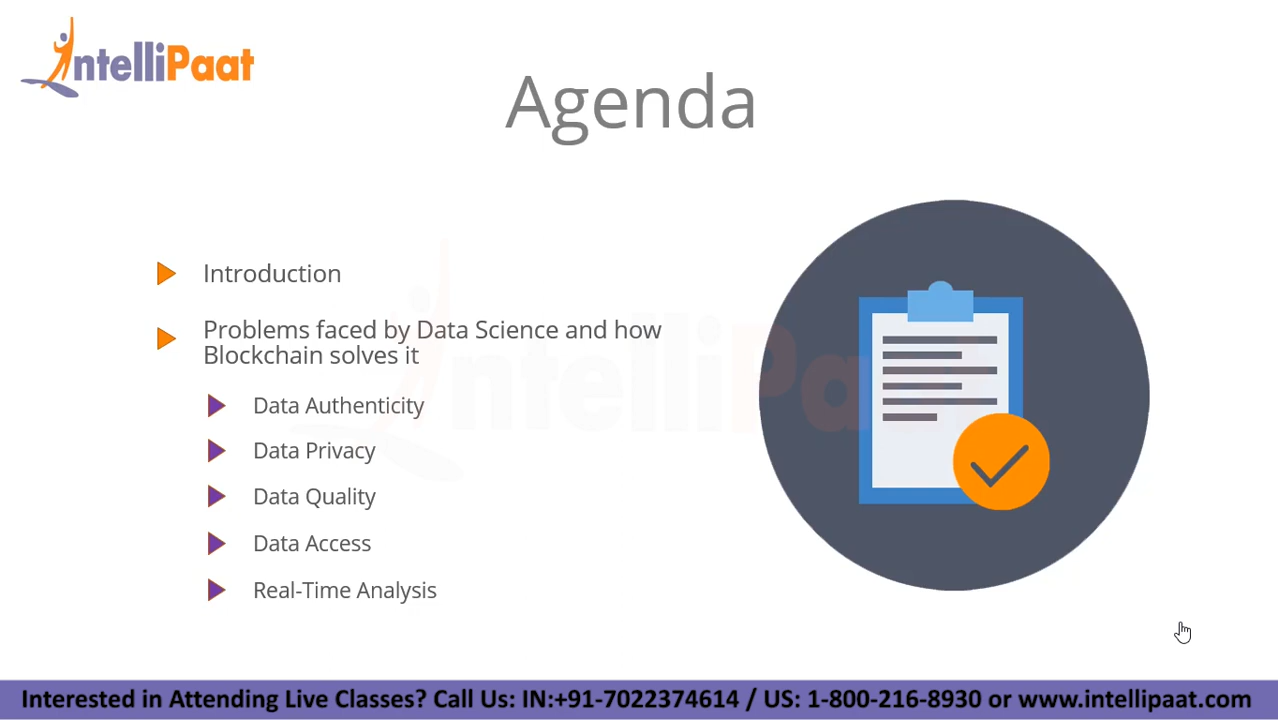 IntelliPaat
Agenda
Introduction
Problems faced by Data Science and how
Blockchain solves it
Data Authenticity
Data Privacy
Data Quality
Data Access
Real-Time Analysis
IntelliPaat
Interested in Attending Live Classes? Call Us: IN:+91-7022374614 / US: 1-800-216-8930 or www.intellipaat.com